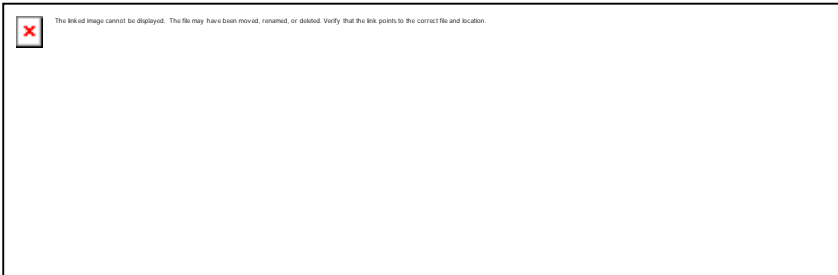 The linked image cannot be displayed. The file may have been moved, renamed, or deleted. Verify that the link points to the correct file and location.